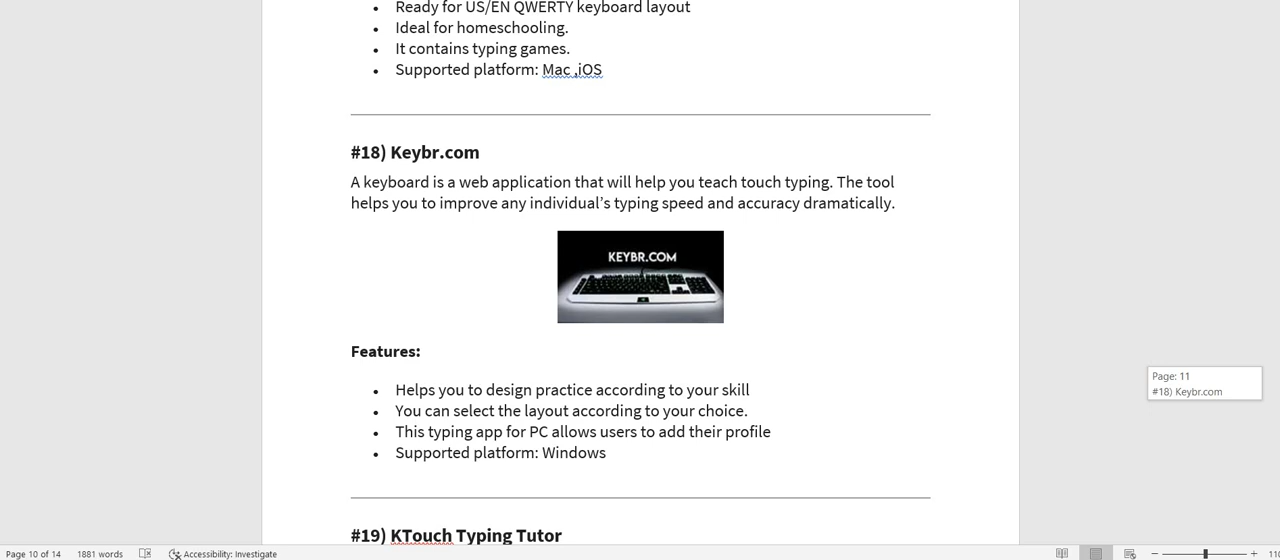 Ready for US/EN QWERTY keyboard layout
Ideal for homeschooling.
It contains typing games.
Supported platform: Mac ,iOS
#18) Keybr.com
A keyboard is a web application that will help you teach touch typing. The tool
helps you to improve any individual’s typing speed and accuracy dramatically.
KEYBR.COM
Features:
Helps you to design practice according to your skill
You can select the layout according to your choice.
This typing app for PC allows users to add their profile
Supported platform: Windows
Page: 11
#18) Keybr.com
#19) KTouch Typing Tutor
Page 10 of 14 1881 words Accessibility: Investigate